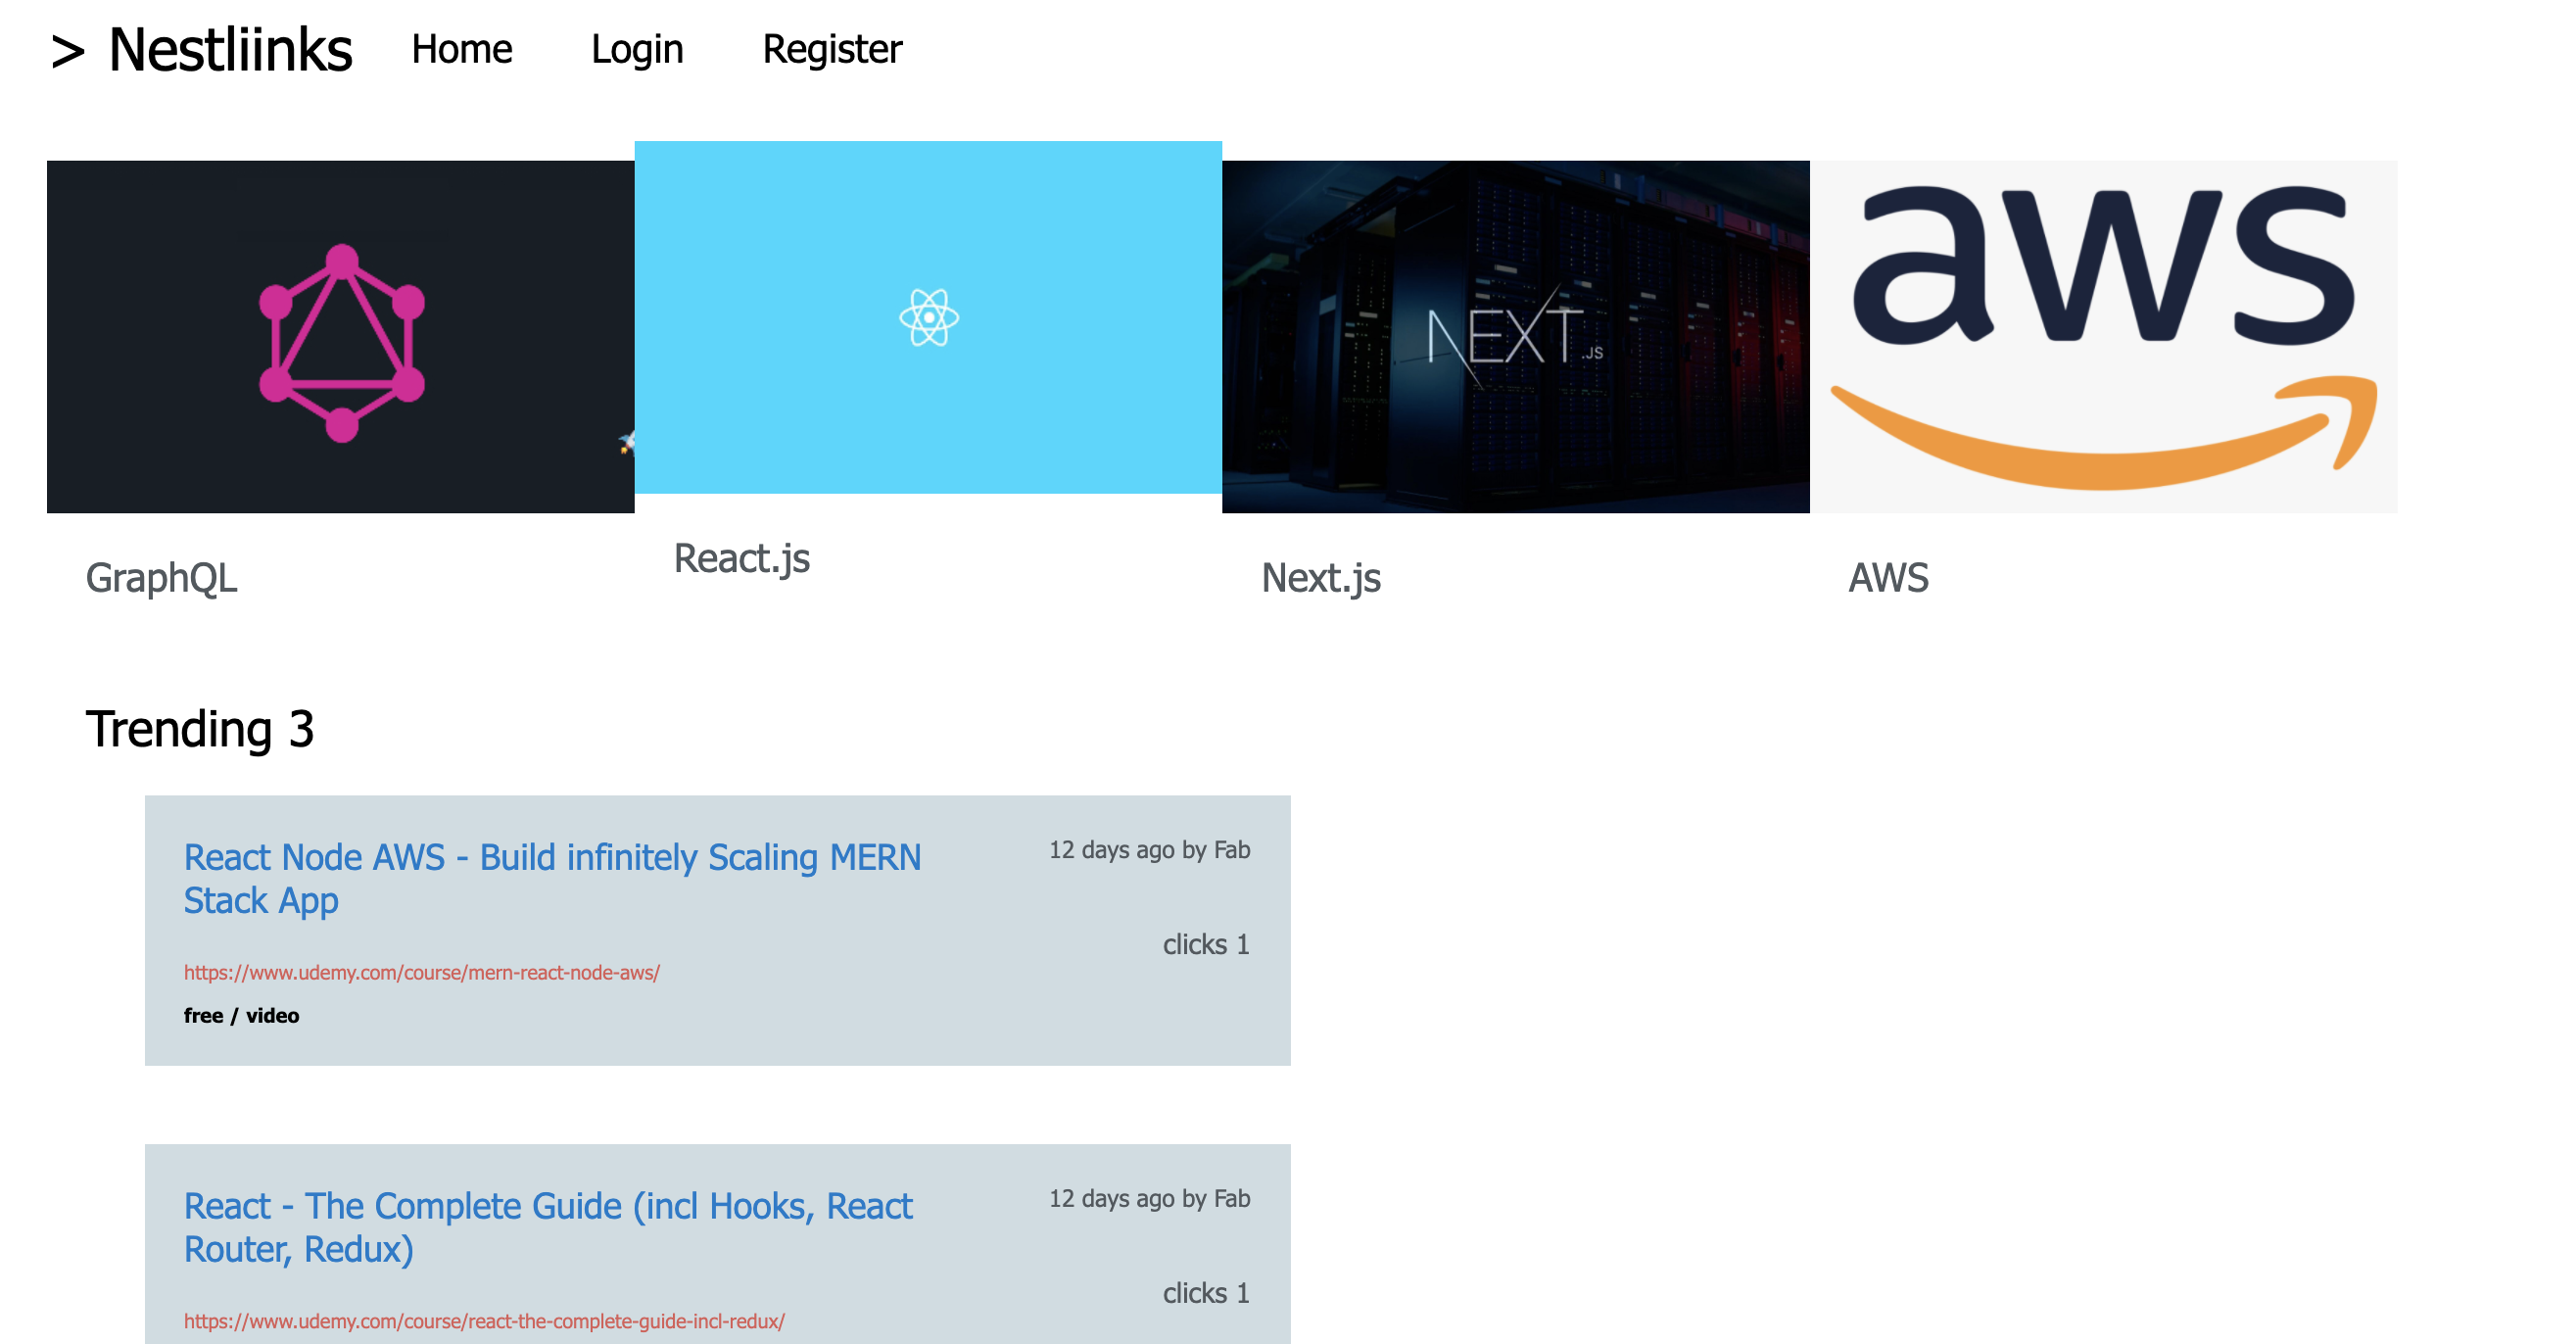 > Nestliinks Home Login Register
NEXT.JS
aws
GraphQL
React.js
Next.js
AWS
Trending 3
React Node AWS - Build infinitely Scaling MERN
Stack App
12 days ago by Fab
clicks 1
https://www.udemy.com/course/mern-react-node-aws/
free / video
React - The Complete Guide (incl Hooks, React
Router, Redux)
12 days ago by Fab
clicks 1
https://www.udemy.com/course/react-the-complete-guide-incl-redux/